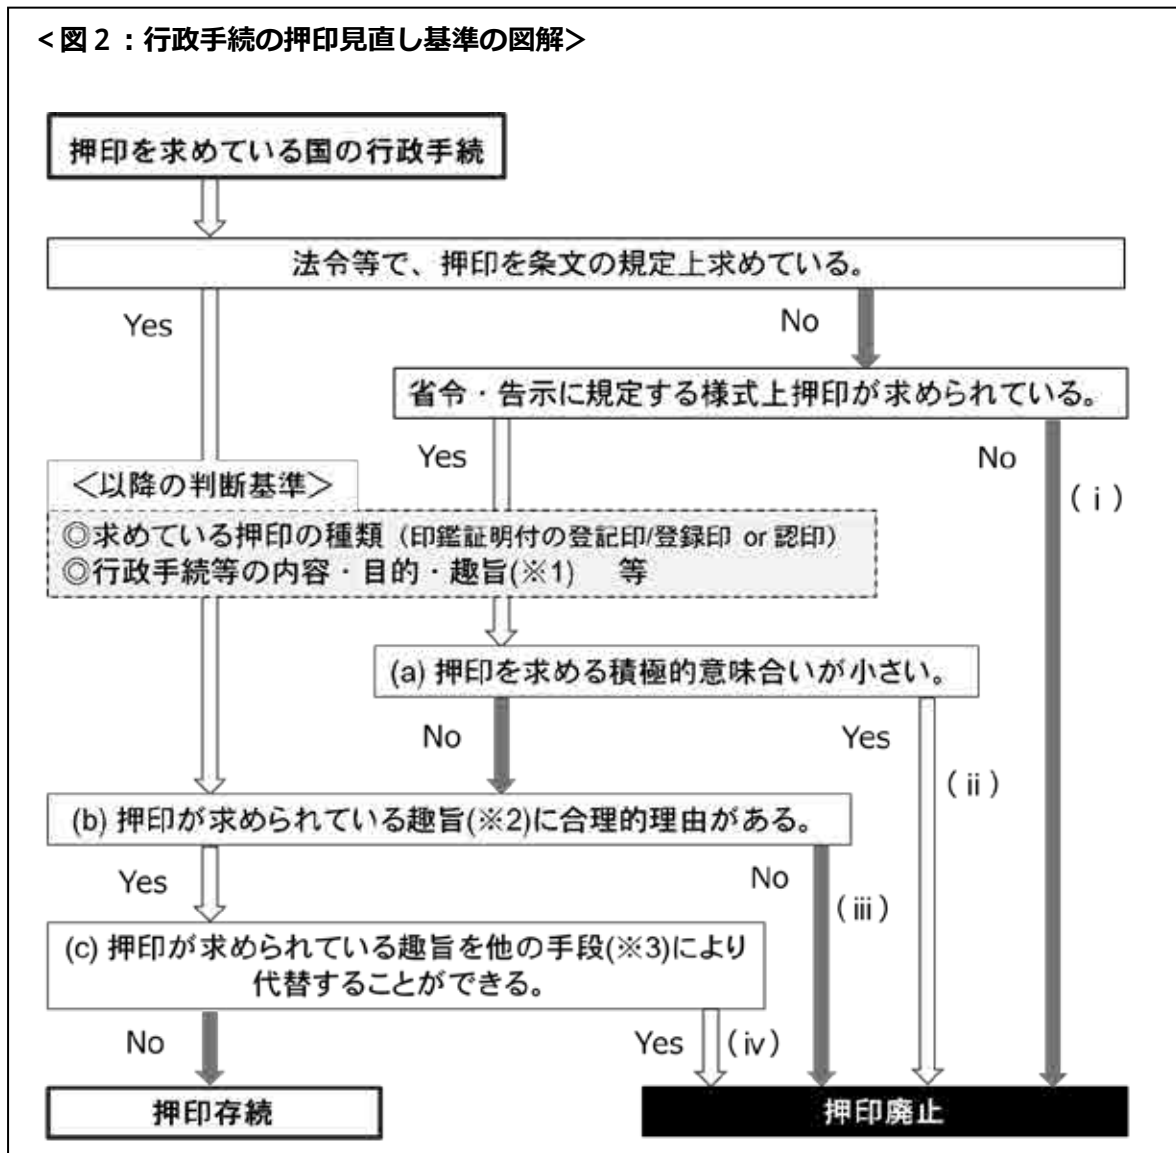 <図2：行政手続の押印見直し基準の図解>
押印を求めている国の行政手続
法令等で、押印を条文の規定上求めている。
Yes
No
省令・告示に規定する様式上押印が求められている。
Yes
No
(ⅰ)
<以降の判断基準>
◎求めている押印の種類（印鑑証明付の登記印/登録印 or 認印）
◎行政手続等の内容・目的・趣旨(※1)　等
(a) 押印を求める積極的意味合いが小さい。
No
Yes
(ⅱ)
(b) 押印が求められている趣旨(※2)に合理的理由がある。
Yes
No
(ⅲ)
(c) 押印が求められている趣旨を他の手段(※3)により
代替することができる。
No
Yes
(ⅳ)
押印存続
押印廃止